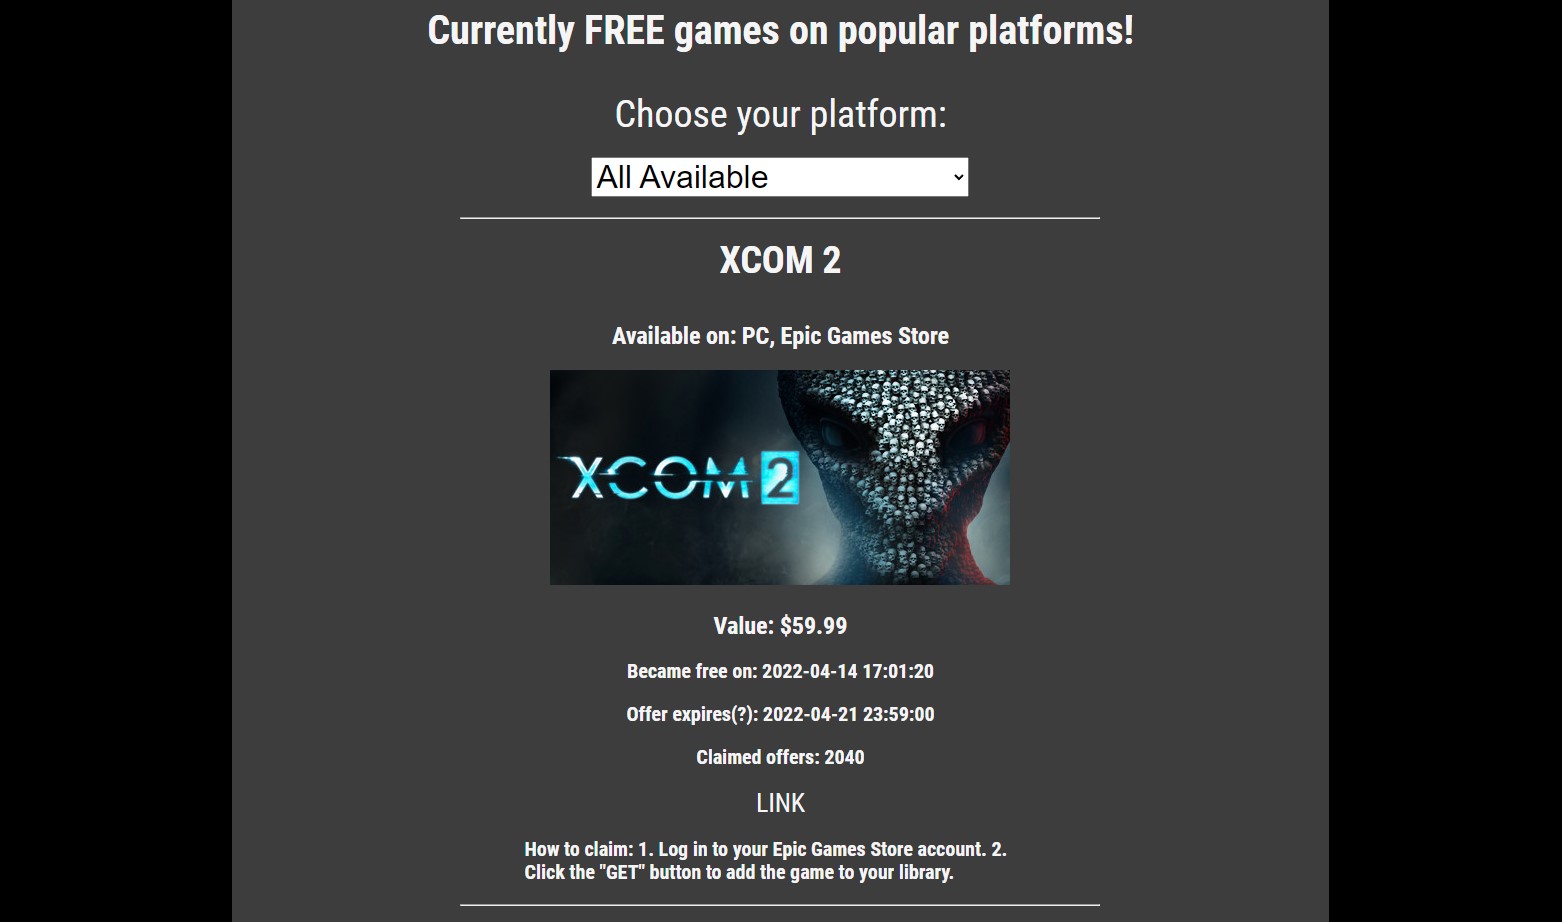 Currently FREE games on popular platforms!
Choose your platform:
All Available
XCOM 2
Available on: PC, Epic Games Store
XCOM 2
Value: $59.99
Became free on: 2022-04-14 17:01:20
Offer expires(?): 2022-04-21 23:59:00
Claimed offers: 2040
LINK
How to claim: 1. Log in to your Epic Games Store account. 2.
Click the "GET" button to add the game to your library.